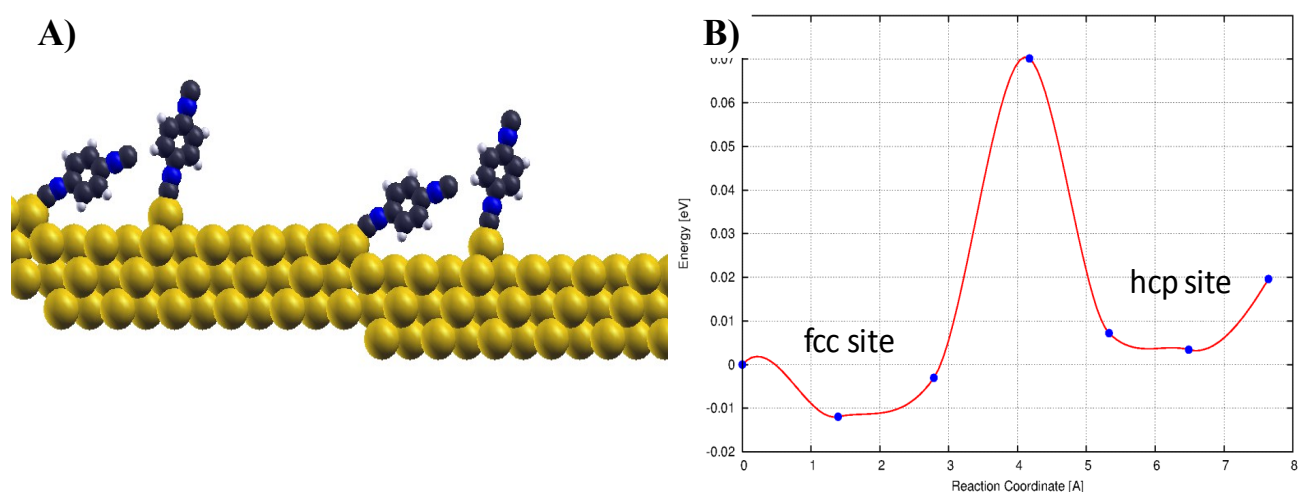 A)
B)
0.07
0.06
0.05
0.04
0.03
0.02
0.01
0
-0.01
-0.02
Energy [eV]
fcc site
hcp site
0 1 2 3 4 5 6 7 8
Reaction Coordinate [A]